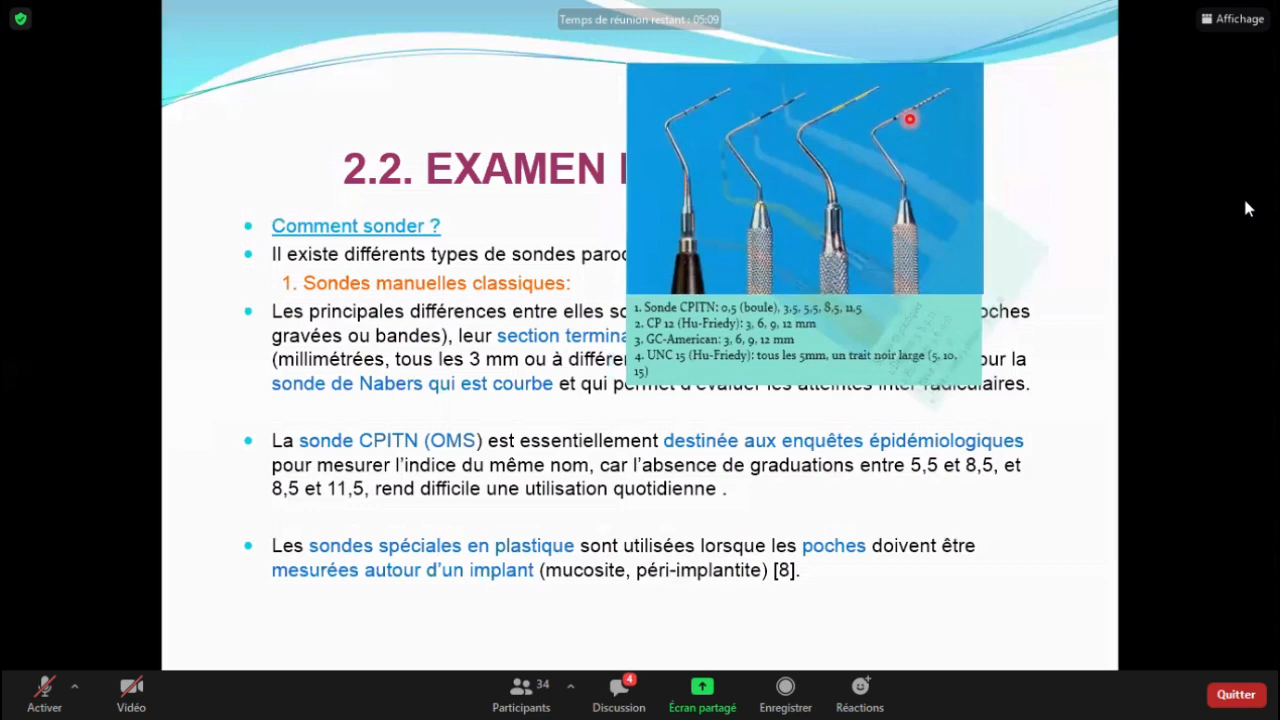 Temps de réunion restant : 05:09
Affichage
2.2. EXAMEN
Comment sonder ?
Il existe différents types de sondes
1. Sondes manuelles classiques:
Les principales différences entre elles
gravées ou bandes), leur section
(millimétrées, tous les 3 mm ou à
sonde de Nabers qui est courbe et qui permet d'évaluer les atteintes inter radiculaires.
1. Sonde CPITN: 0,5 (boule), 3,5, 5,5, 8,5, 11,5
2. CP 12 (Hu-Friedy): 3, 6, 9, 12 mm
3. GC-American: 3, 6, 9, 12 mm
4. UNC 15 (Hu-Friedy): tous les 5mm, un trait noir large (5, 10,
15)
La sonde CPITN (OMS) est essentiellement destinée aux enquêtes épidémiologiques
pour mesurer l'indice du même nom, car l'absence de graduations entre 5,5 et 8,5, et
8,5 et 11,5, rend difficile une utilisation quotidienne .
Les sondes spéciales en plastique sont utilisées lorsque les poches doivent être
mesurées autour d'un implant (mucosite, péri-implantite) [8].
Activer
Vidéo
34
Participants
4
Discussion
Écran partagé
Enregistrer
Réactions
Quitter